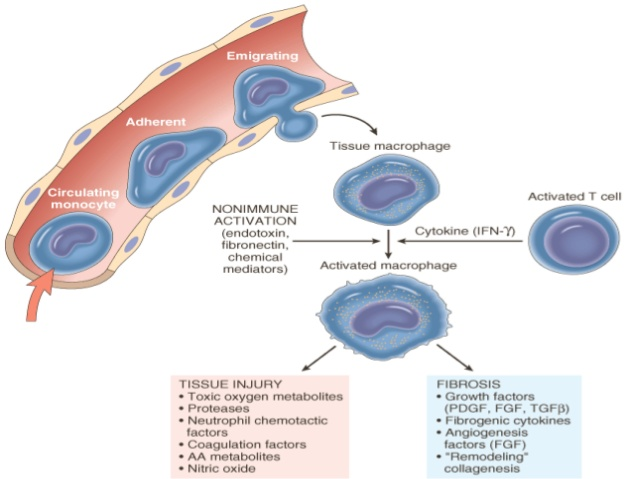 Emigrating
Adherent
Circulating
monocyte
Tissue macrophage
Activated T cell
NONIMMUNE
ACTIVATION
(endotoxin,
fibronectin,
chemical
mediators)
Cytokine (IFN-γ)
Activated macrophage
TISSUE INJURY
• Toxic oxygen metabolites
• Proteases
• Neutrophil chemotactic
factors
• Coagulation factors
• AA metabolites
• Nitric oxide
FIBROSIS
• Growth factors
(PDGF, FGF, TGFβ)
• Fibrogenic cytokines
• Angiogenesis
factors (FGF)
• "Remodeling"
collagenesis